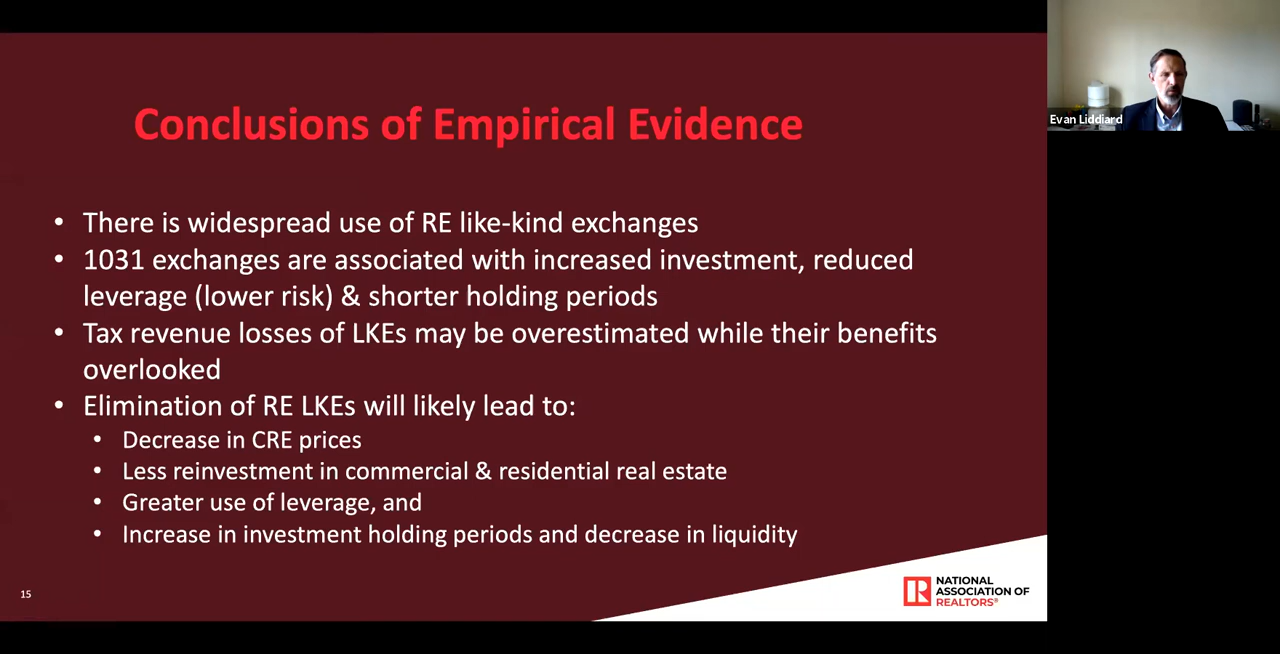 Conclusions of Empirical Evidence
• There is widespread use of RE like-kind exchanges
• 1031 exchanges are associated with increased investment, reduced
leverage (lower risk) & shorter holding periods
• Tax revenue losses of LKEs may be overestimated while their benefits
overlooked
• Elimination of RE LKEs will likely lead to:
• Decrease in CRE prices
• Less reinvestment in commercial & residential real estate
• Greater use of leverage, and
• Increase in investment holding periods and decrease in liquidity
15
NATIONAL
ASSOCIATION OF
REALTORS®
Evan Liddiard